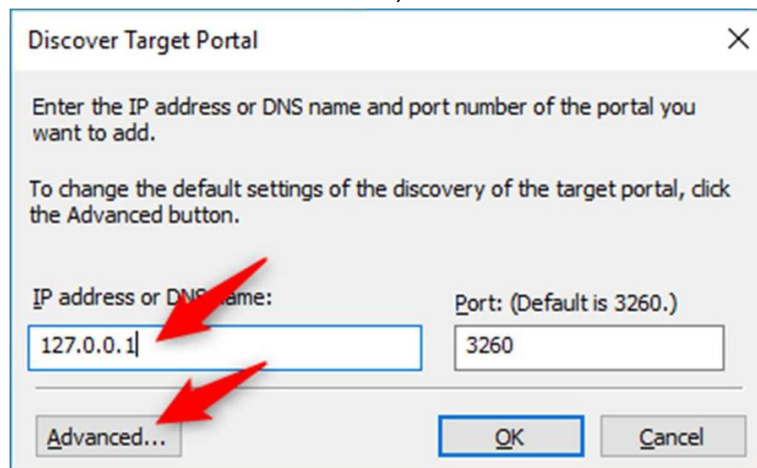 Discover Target Portal
Enter the IP address or DNS name and port number of the portal you
want to add.
To change the default settings of the discovery of the target portal, click
the Advanced button.
IP address or DNS name:
Port: (Default is 3260.)
127.0.0.1
3260
Advanced...
OK
Cancel